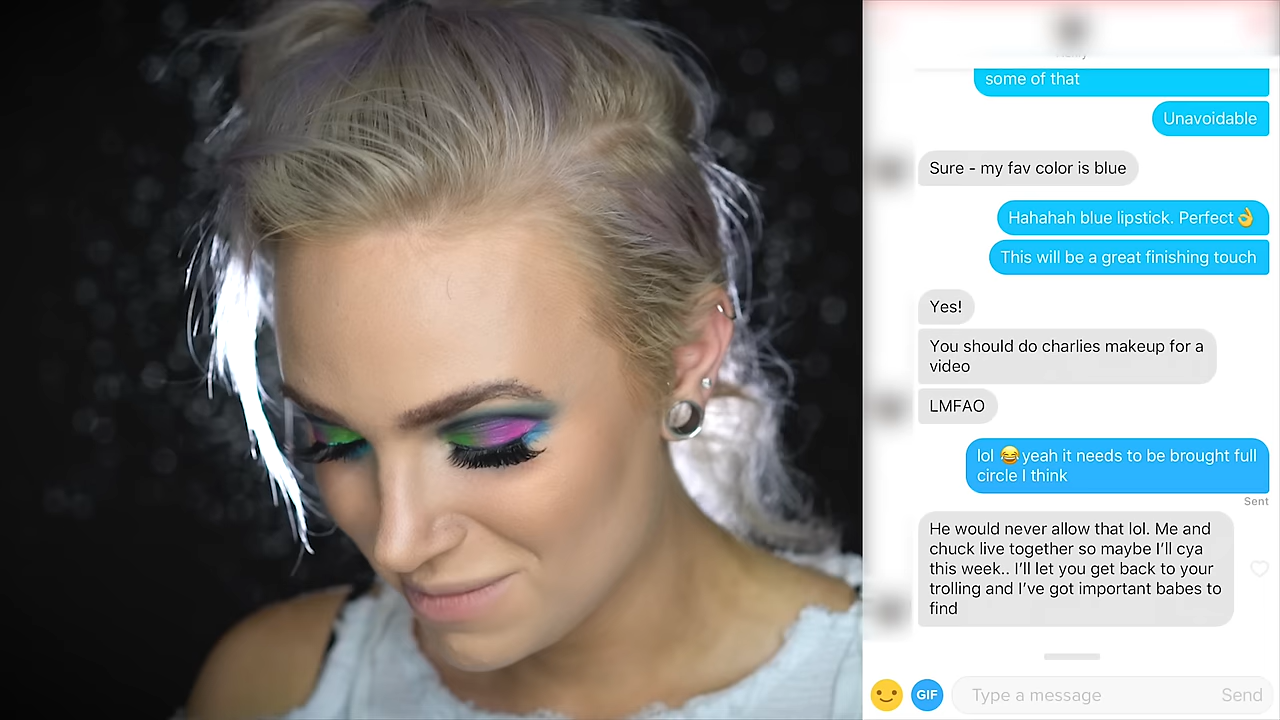 some of that
Unavoidable
Sure - my fav color is blue
Hahahah blue lipstick. Perfect👌
This will be a great finishing touch
Yes!
You should do charlies makeup for a
video
LMFAO
lol 😂 yeah it needs to be brought full
circle I think
Sent
He would never allow that lol. Me and
chuck live together so maybe I'll cya
this week.. I'll let you get back to your
trolling and I've got important babes to
find
GIF
Type a message
Send